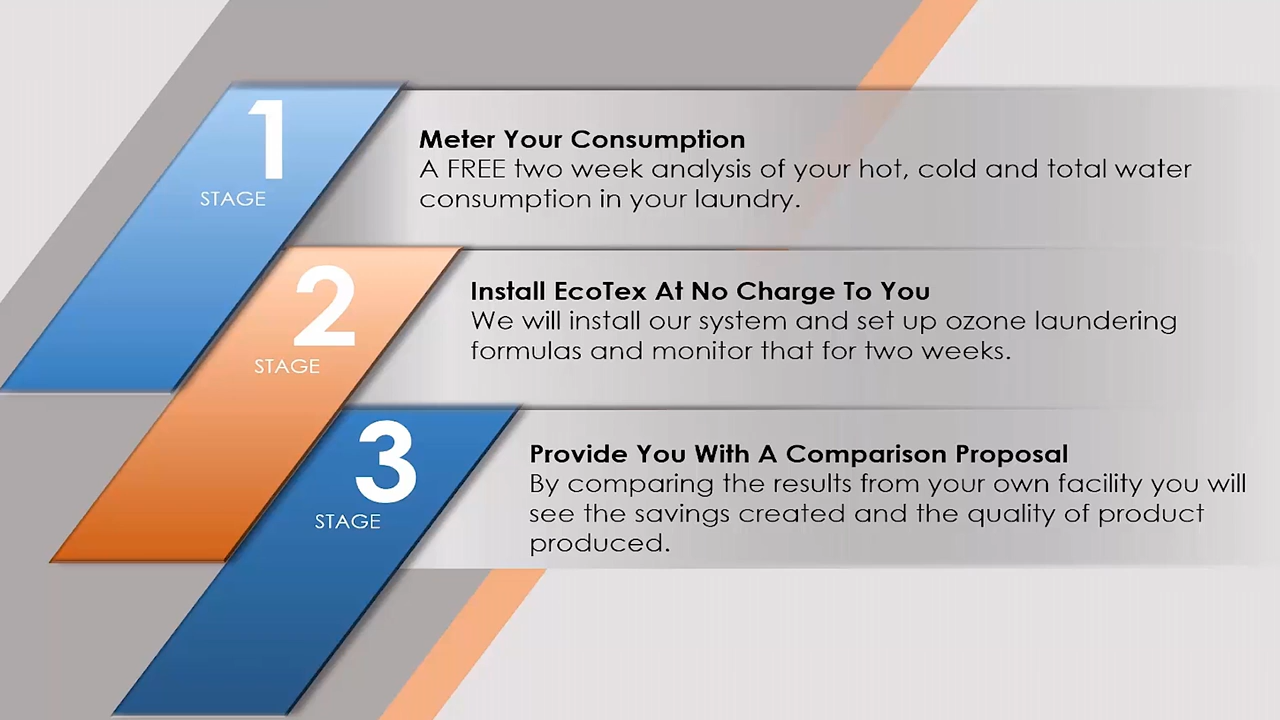 1
STAGE
Meter Your Consumption
A FREE two week analysis of your hot, cold and total water
consumption in your laundry.
2
STAGE
Install EcoTex At No Charge To You
We will install our system and set up ozone laundering
formulas and monitor that for two weeks.
3
STAGE
Provide You With A Comparison Proposal
By comparing the results from your own facility you will
see the savings created and the quality of product
produced.